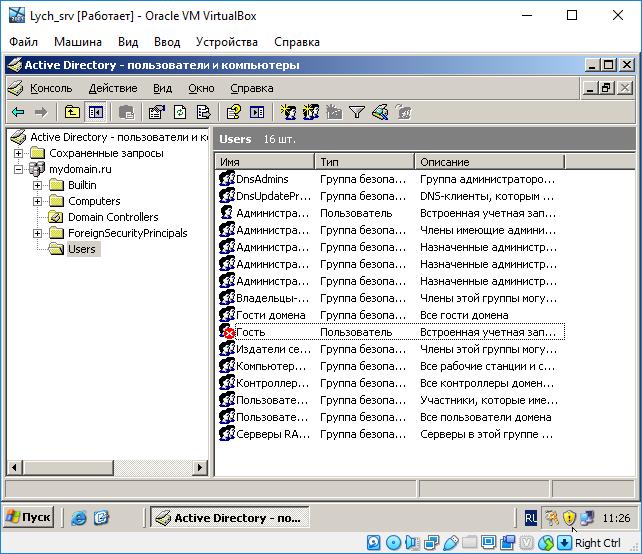 Lych_srv [Работает] - Oracle VM VirtualBox
Файл Машина Вид Ввод Устройства Справка
Active Directory - пользователи и компьютеры
Консоль Действие Вид Окно Справка
Active Directory - пользователи и ко
Сохраненные запросы
mydomain.ru
Builtin
Computers
Domain Controllers
ForeignSecurityPrincipals
Users
Users 16 шт.
Имя Тип Описание
DnsAdmins Группа безопа... Группа администраторо...
DnsUpdatePr... Группа безопа... DNS-клиенты, которым ...
Администра... Пользователь Встроенная учетная зап...
Администра... Группа безопа... Члены имеющие админи...
Администра... Группа безопа... Назначенные администр...
Администра... Группа безопа... Назначенные администр...
Администра... Группа безопа... Назначенные администр...
Владельцы-... Группа безопа... Члены этой группы могу...
Гости домена Группа безопа... Все гости домена
Гость Пользователь Встроенная учетная зап...
Издатели се... Группа безопа... Члены этой группы могу...
Компьютер... Группа безопа... Все рабочие станции и с...
Контроллер... Группа безопа... Все контроллеры домен...
Пользовате... Группа безопа... Участники, которые име...
Пользовате... Группа безопа... Все пользователи домена
Серверы RA... Группа безопа... Серверы в этой группе ...
Пуск Active Directory - по... RU 11:26
Right Ctrl